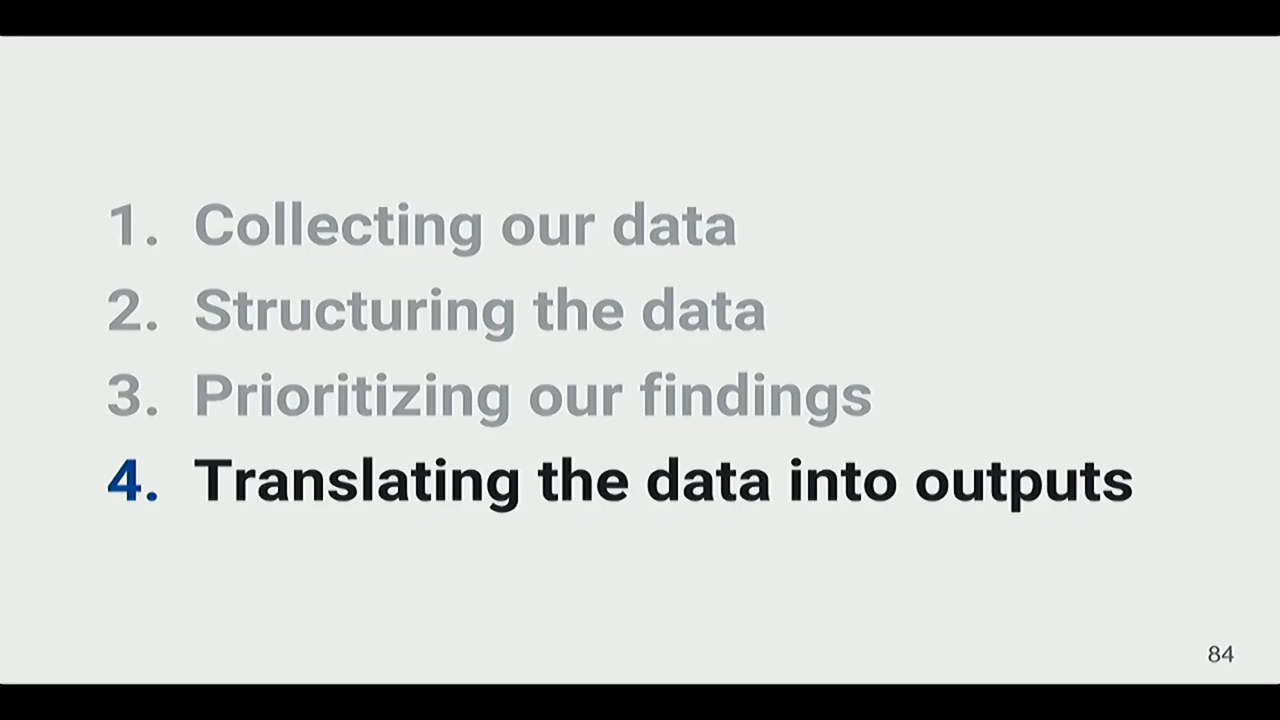 1. Collecting our data
2. Structuring the data
3. Prioritizing our findings
4. Translating the data into outputs
84